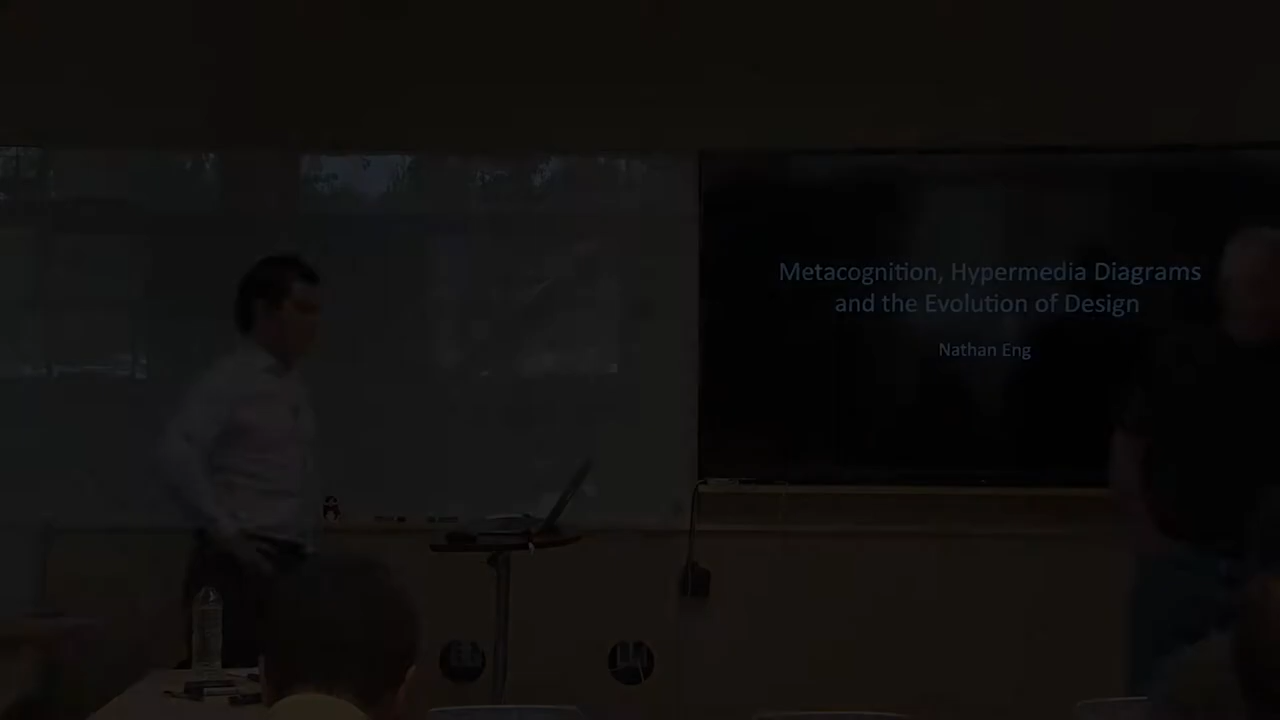 Metacognition, Hypermedia Diagrams
and the Evolution of Design
Nathan Eng